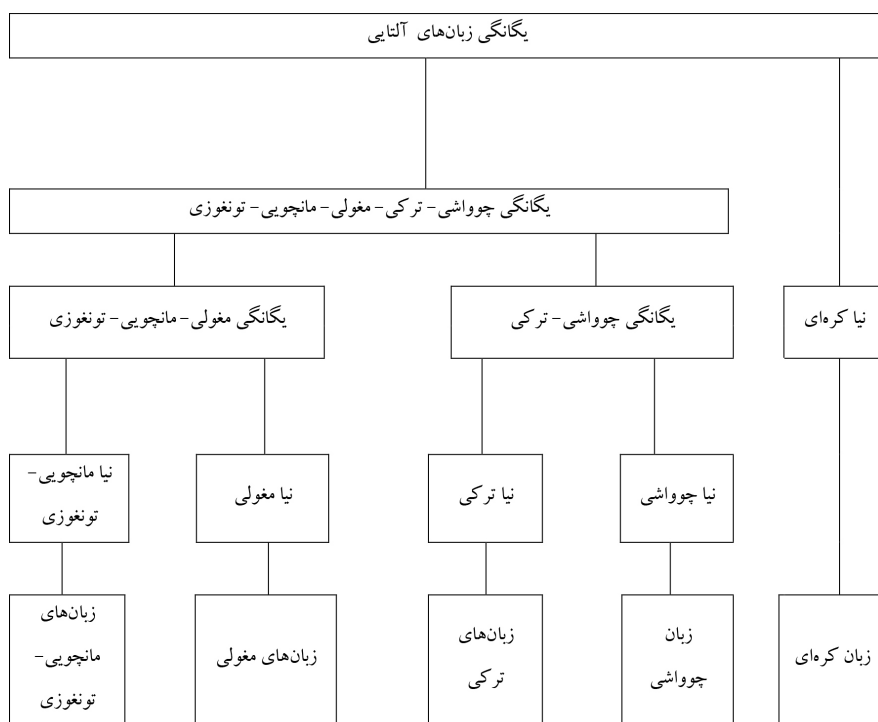 یگانگی زبان‌های آلتایی
یگانگی چوواشی- ترکی- مغولی- مانچویی- تونغوزی
نیا کره‌ای
یگانگی چوواشی- ترکی
یگانگی مغولی- مانچویی- تونغوزی
نیا چوواشی
نیا ترکی
نیا مغولی
نیا مانچویی-
تونغوزی
زبان کره‌ای
زبان
چوواشی
زبان‌های
ترکی
زبان‌های مغولی
زبان‌های
مانچویی-
تونغوزی